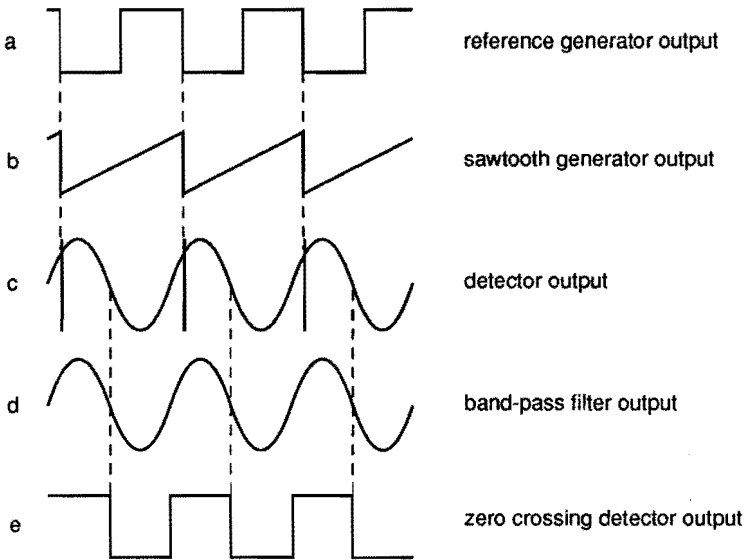 a reference generator output
b sawtooth generator output
c detector output
d band-pass filter output
e zero crossing detector output